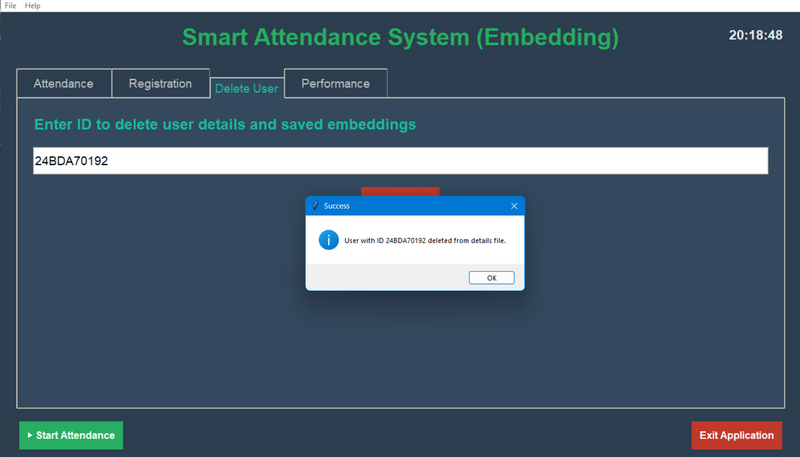 File Help
Smart Attendance System (Embedding)
20:18:48
Attendance Registration Delete User Performance
Enter ID to delete user details and saved embeddings
24BDA70192
Success
User with ID 24BDA70192 deleted from details file.
OK
Start Attendance
Exit Application